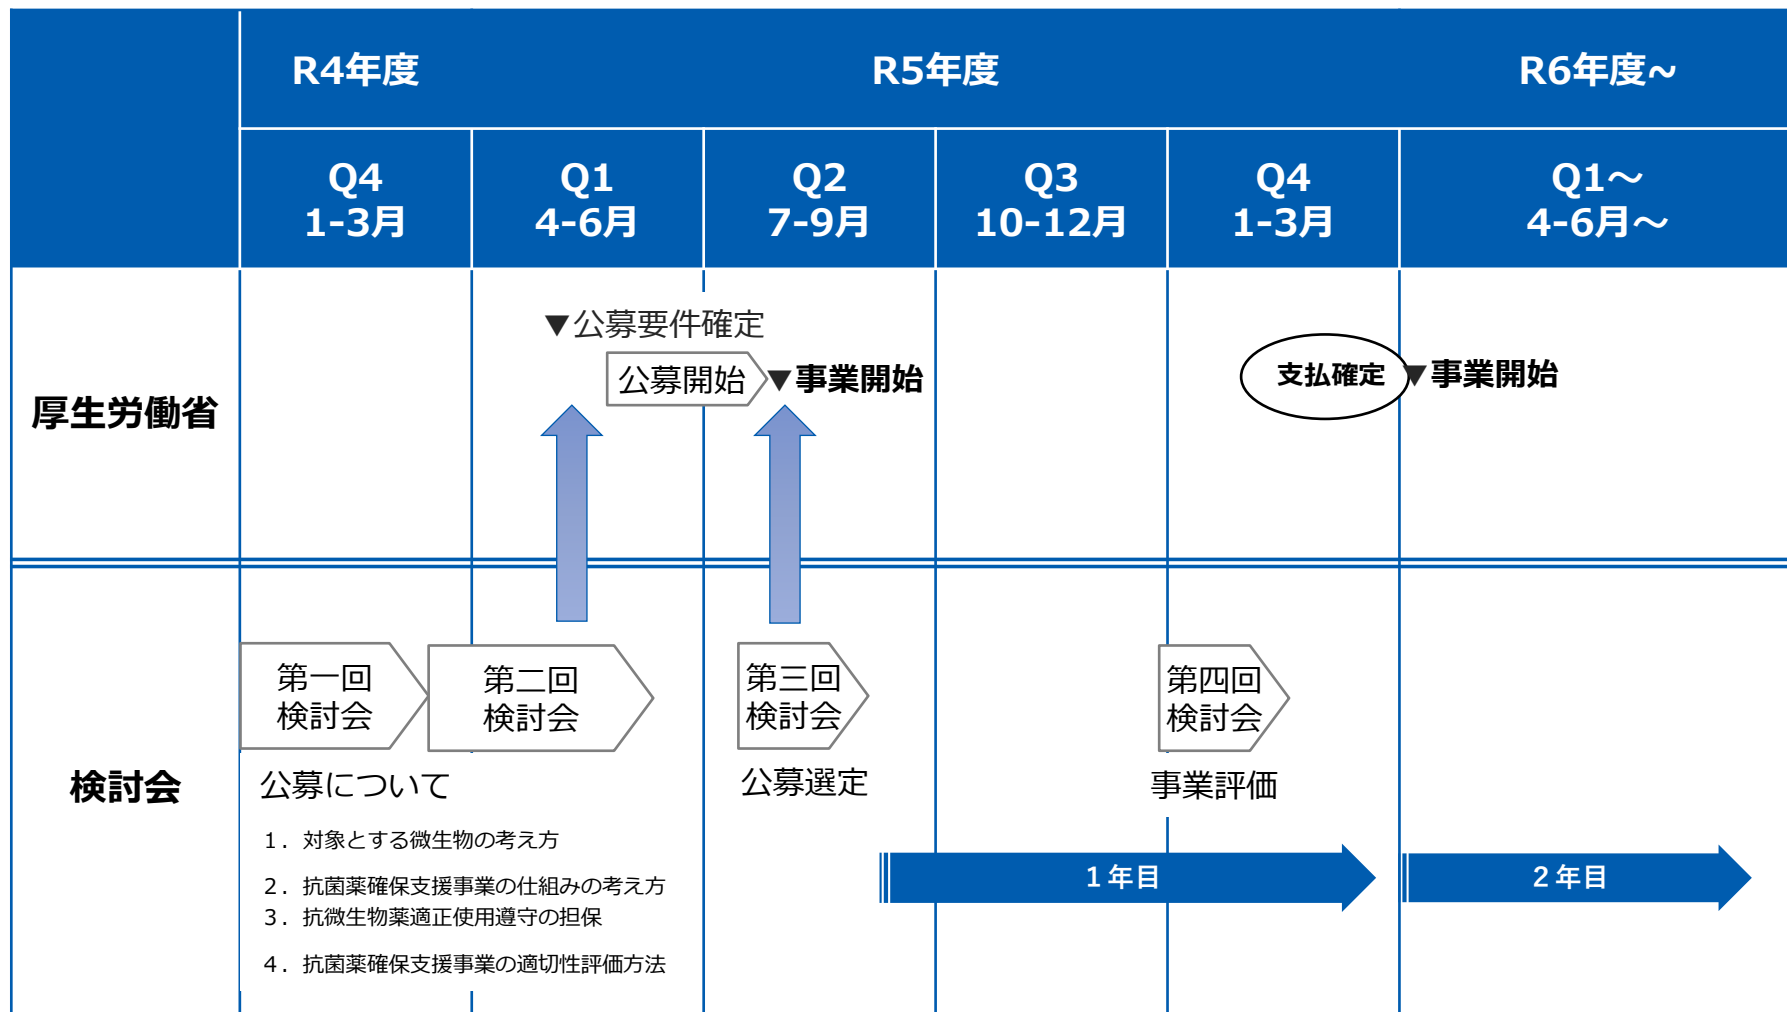 R4年度
R5年度
R6年度~
Q4
1-3月
Q1
4-6月
Q2
7-9月
Q3
10-12月
Q4
1-3月
Q1～
4-6月～
厚生労働省
▼公募要件確定
公募開始
▼事業開始
支払確定
▼事業開始
検討会
第一回
検討会
第二回
検討会
第三回
検討会
第四回
検討会
公募について
公募選定
事業評価
１．対象とする微生物の考え方
２．抗菌薬確保支援事業の仕組みの考え方
３．抗微生物薬適正使用遵守の担保
４．抗菌薬確保支援事業の適切性評価方法
１年目
２年目